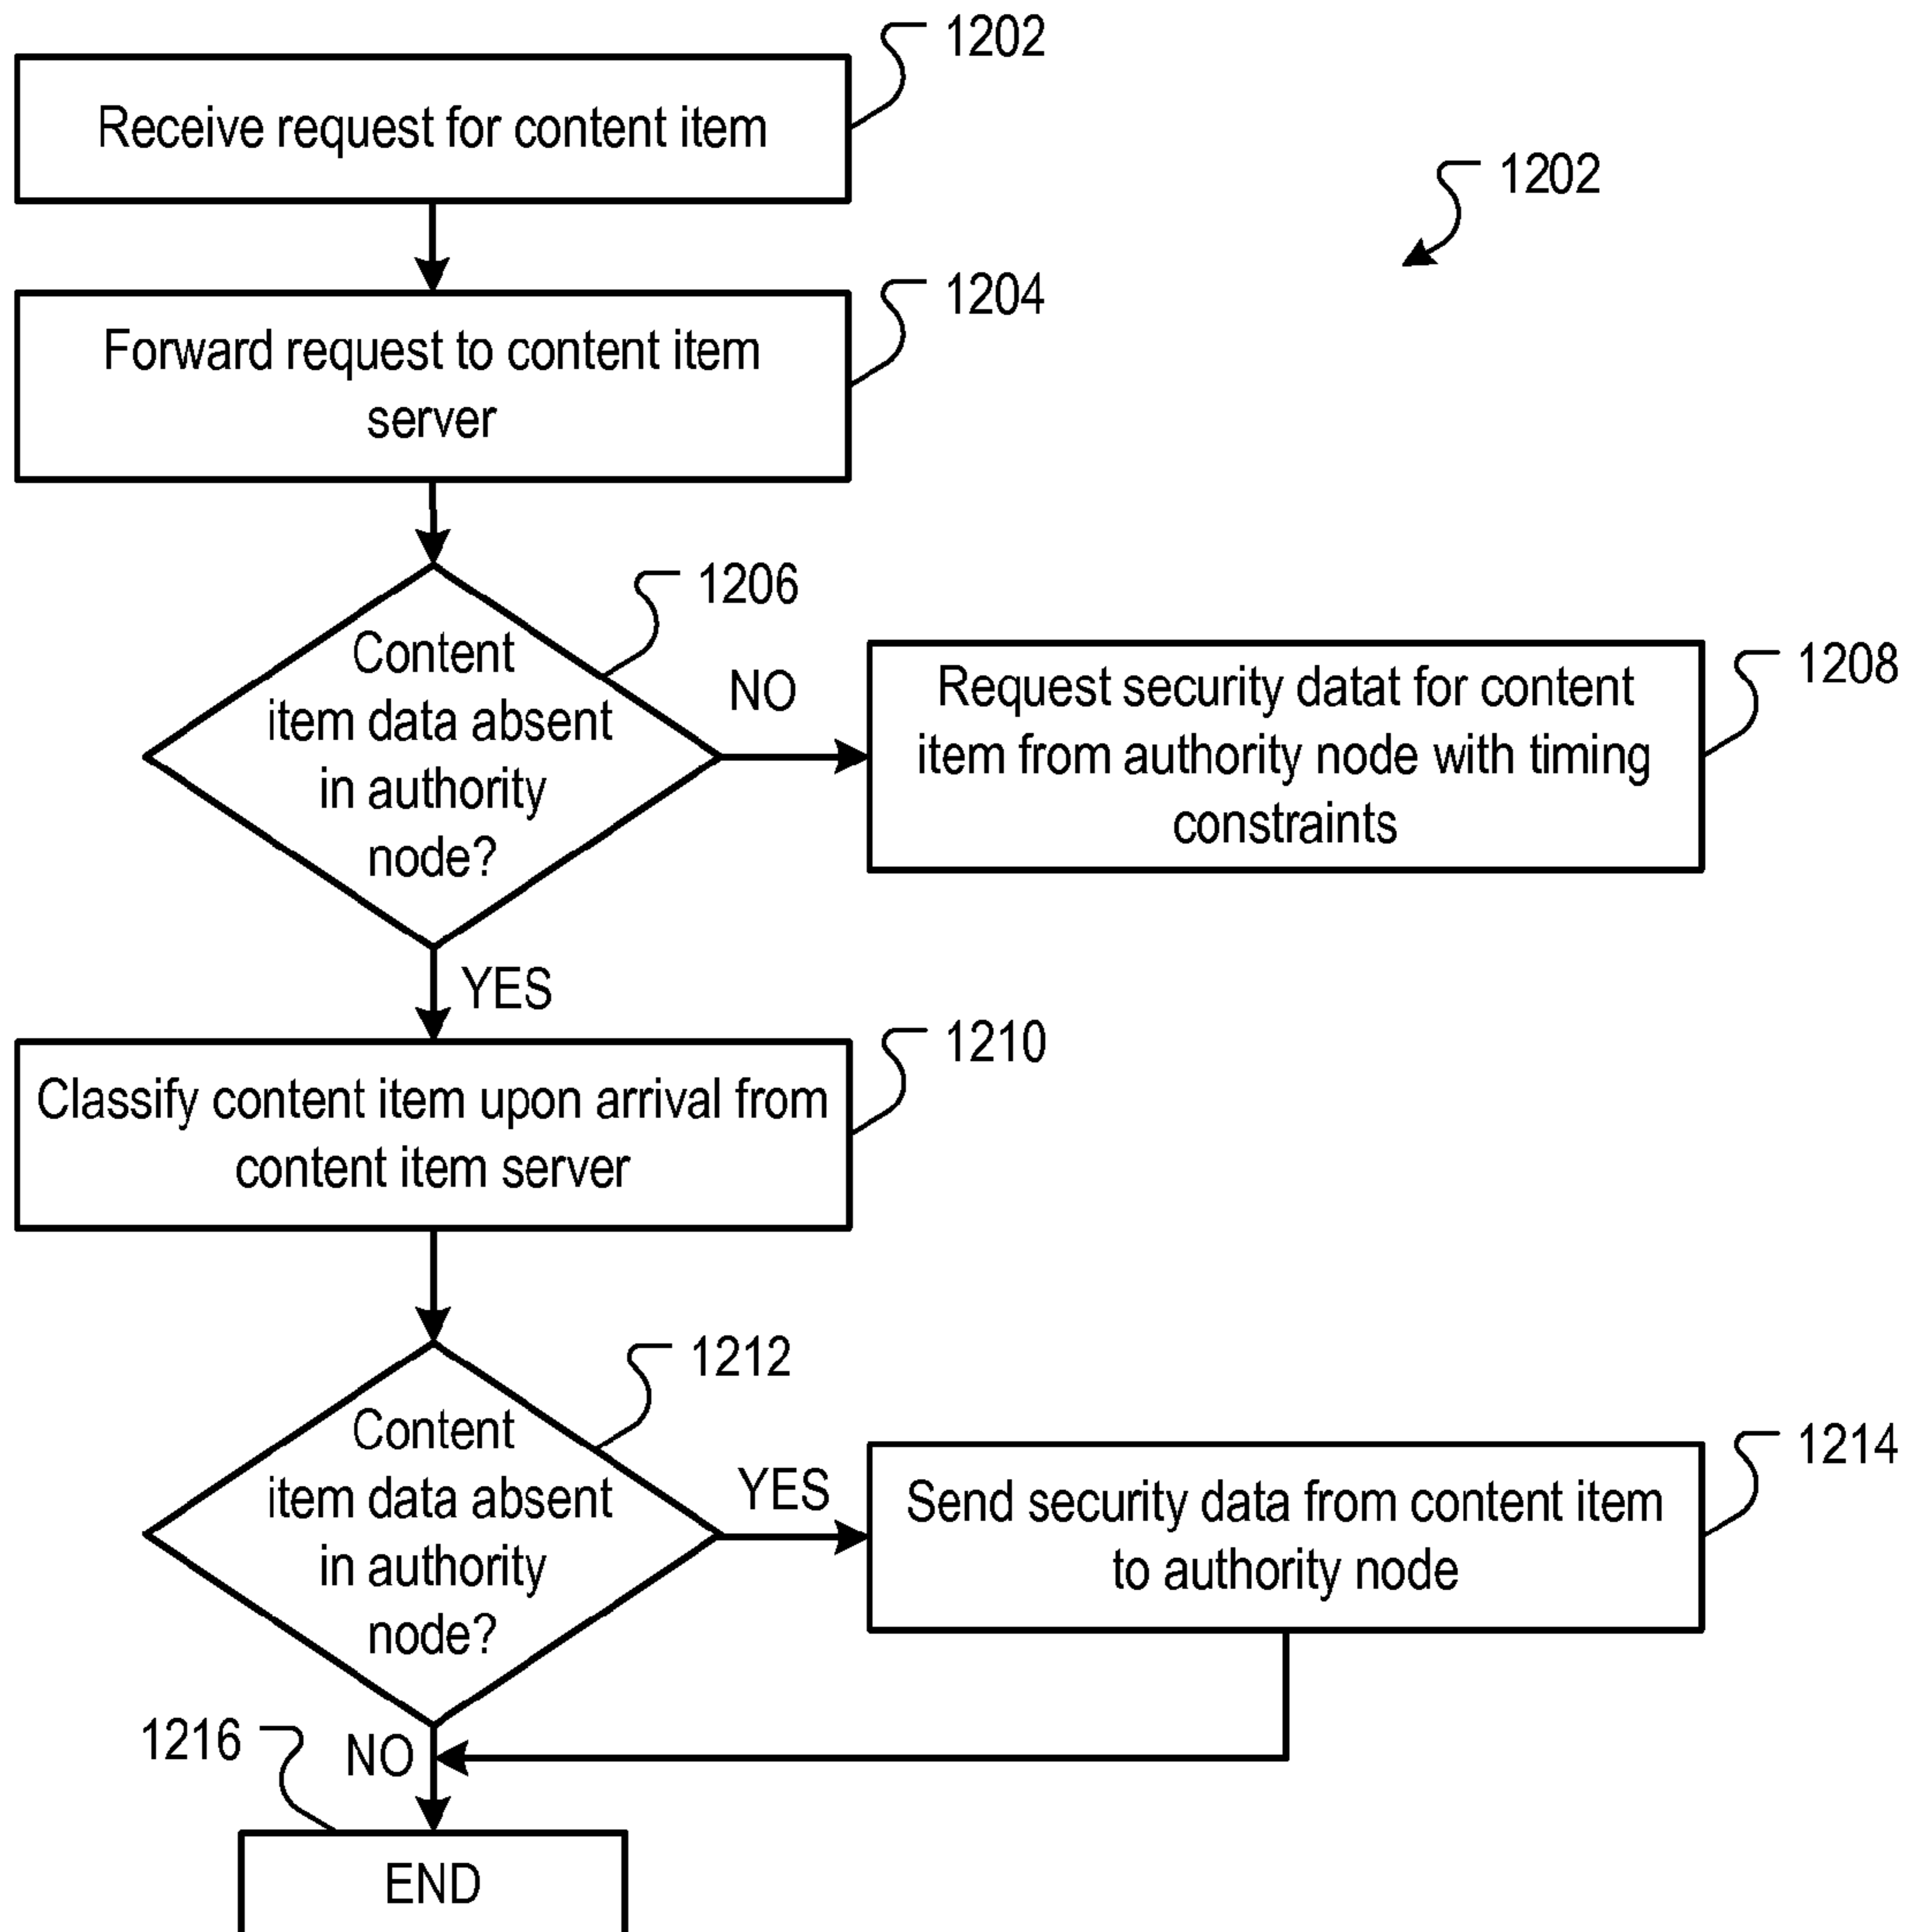 1202
Receive request for content item
1202
1204
Forward request to content item
server
1206
Content
item data absent
in authority
node?
NO
1208
Request security datat for content
item from authority node with timing
constraints
YES
1210
Classify content item upon arrival from
content item server
1212
Content
item data absent
in authority
node?
YES
1214
Send security data from content item
to authority node
1216
NO
END